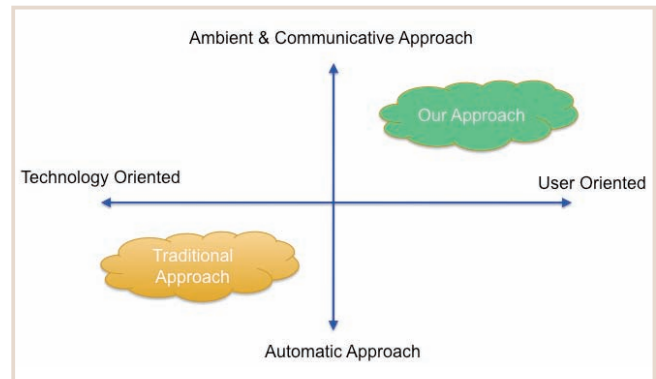 Ambient & Communicative Approach
Our Approach
Technology Oriented
User Oriented
Traditional
Approach
Automatic Approach